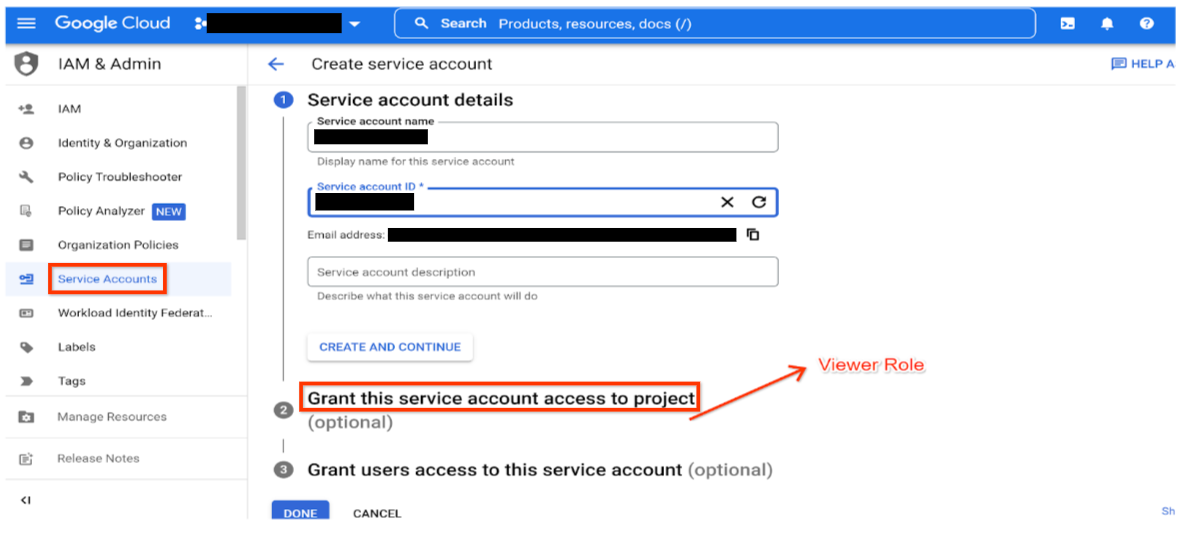 Google Cloud
Search Products, resources, docs (/)
IAM & Admin
Create service account
HELP A
IAM
Identity & Organization
Policy Troubleshooter
Policy Analyzer NEW
Organization Policies
Service Accounts
Workload Identity Federat...
Labels
Tags
Manage Resources
Release Notes
1 Service account details
Service account name
Display name for this service account
Service account ID *
Email address:
Service account description
Describe what this service account will do
CREATE AND CONTINUE
Viewer Role
2 Grant this service account access to project
(optional)
3 Grant users access to this service account (optional)
DONE CANCEL
Sh